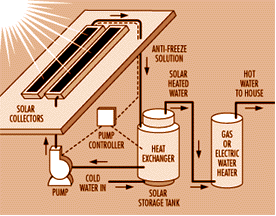 ANTI-FREEZE
SOLUTION
SOLAR
HEATED
WATER
HOT
WATER
TO HOUSE
SOLAR
COLLECTORS
PUMP
CONTROLLER
HEAT
EXCHANGER
GAS
or
ELECTRIC
WATER
HEATER
PUMP
COLD
WATER IN
SOLAR
STORAGE TANK